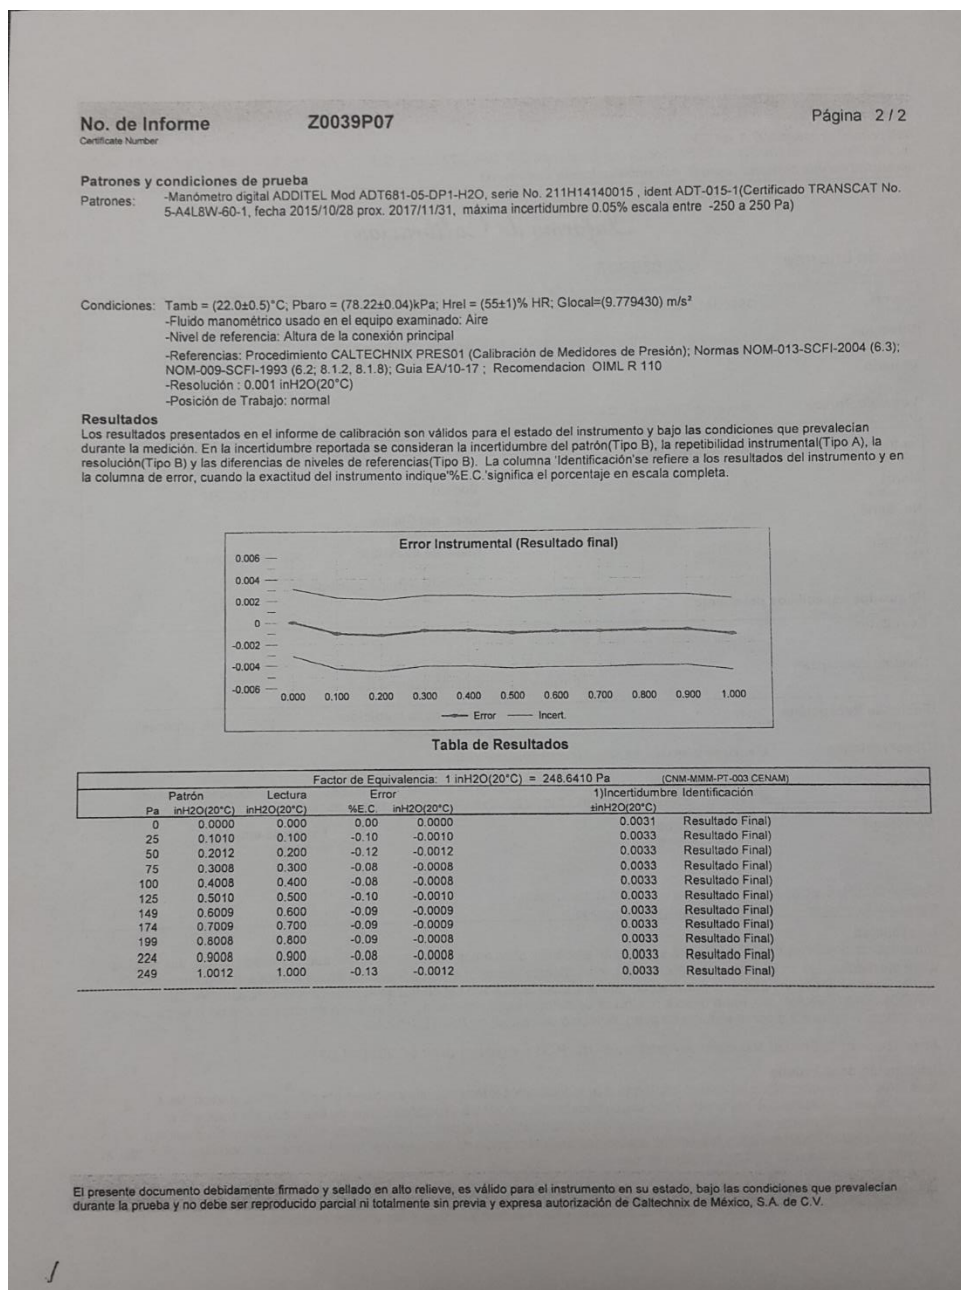 No. de Informe Z0039P07 Página 2 / 2
Certificate Number
Patrones y condiciones de prueba
Patrones: -Manómetro digital ADDITEL Mod ADT681-05-DP1-H2O, serie No. 211H14140015 , ident ADT-015-1(Certificado TRANSCAT No.
5-A4L8W-60-1, fecha 2015/10/28 prox. 2017/11/31, máxima incertidumbre 0.05% escala entre -250 a 250 Pa)
Condiciones: Tamb = (22.0±0.5)°C; Pbaro = (78.22±0.04)kPa; Hrel = (55±1)% HR; Glocal=(9.779430) m/s²
-Fluido manométrico usado en el equipo examinado: Aire
-Nivel de referencia: Altura de la conexión principal
-Referencias: Procedimiento CALTECHNIX PRES01 (Calibración de Medidores de Presión); Normas NOM-013-SCFI-2004 (6.3);
NOM-009-SCFI-1993 (6.2; 8.1.2, 8.1.8); Guia EA/10-17 ; Recomendacion OIML R 110
-Resolución : 0.001 inH2O(20°C)
-Posición de Trabajo: normal
Resultados
Los resultados presentados en el informe de calibración son válidos para el estado del instrumento y bajo las condiciones que prevalecian
durante la medición. En la incertidumbre reportada se consideran la incertidumbre del patrón(Tipo B), la repetibilidad instrumental(Tipo A), la
resolución(Tipo B) y las diferencias de niveles de referencias(Tipo B). La columna 'Identificación'se refiere a los resultados del instrumento y en
la columna de error, cuando la exactitud del instrumento indique'%E.C.'significa el porcentaje en escala completa.
Error Instrumental (Resultado final)
0.006
0.004
0.002
0
-0.002
-0.004
-0.006
0.000 0.100 0.200 0.300 0.400 0.500 0.600 0.700 0.800 0.900 1.000
Error Incert.
Tabla de Resultados
Factor de Equivalencia: 1 inH2O(20°C) = 248.6410 Pa (CNM-MMM-PT-003 CENAM)
Patrón Lectura Error 1)Incertidumbre Identificación
Pa inH2O(20°C) inH2O(20°C) %E.C. inH2O(20°C) ±inH2O(20°C)
0 0.0000 0.000 0.00 0.0000 0.0031 Resultado Final)
25 0.1010 0.100 -0.10 -0.0010 0.0033 Resultado Final)
50 0.2012 0.200 -0.12 -0.0012 0.0033 Resultado Final)
75 0.3008 0.300 -0.08 -0.0008 0.0033 Resultado Final)
100 0.4008 0.400 -0.08 -0.0008 0.0033 Resultado Final)
125 0.5010 0.500 -0.10 -0.0010 0.0033 Resultado Final)
149 0.6009 0.600 -0.09 -0.0009 0.0033 Resultado Final)
174 0.7009 0.700 -0.09 -0.0009 0.0033 Resultado Final)
199 0.8008 0.800 -0.09 -0.0008 0.0033 Resultado Final)
224 0.9008 0.900 -0.08 -0.0008 0.0033 Resultado Final)
249 1.0012 1.000 -0.13 -0.0012 0.0033 Resultado Final)
El presente documento debidamente firmado y sellado en alto relieve, es válido para el instrumento en su estado, bajo las condiciones que prevalecian
durante la prueba y no debe ser reproducido parcial ni totalmente sin previa y expresa autorización de Caltechnix de México, S.A. de C.V.